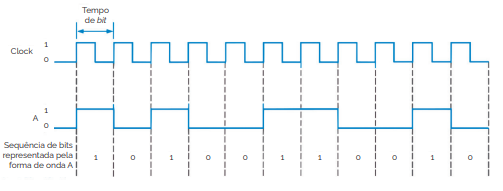 Tempo
de bit
Clock 1
0
A 1
0
Sequência de bits
representada pela
forma de onda A
1 0 1 0 0 1 1 0 0 1 0